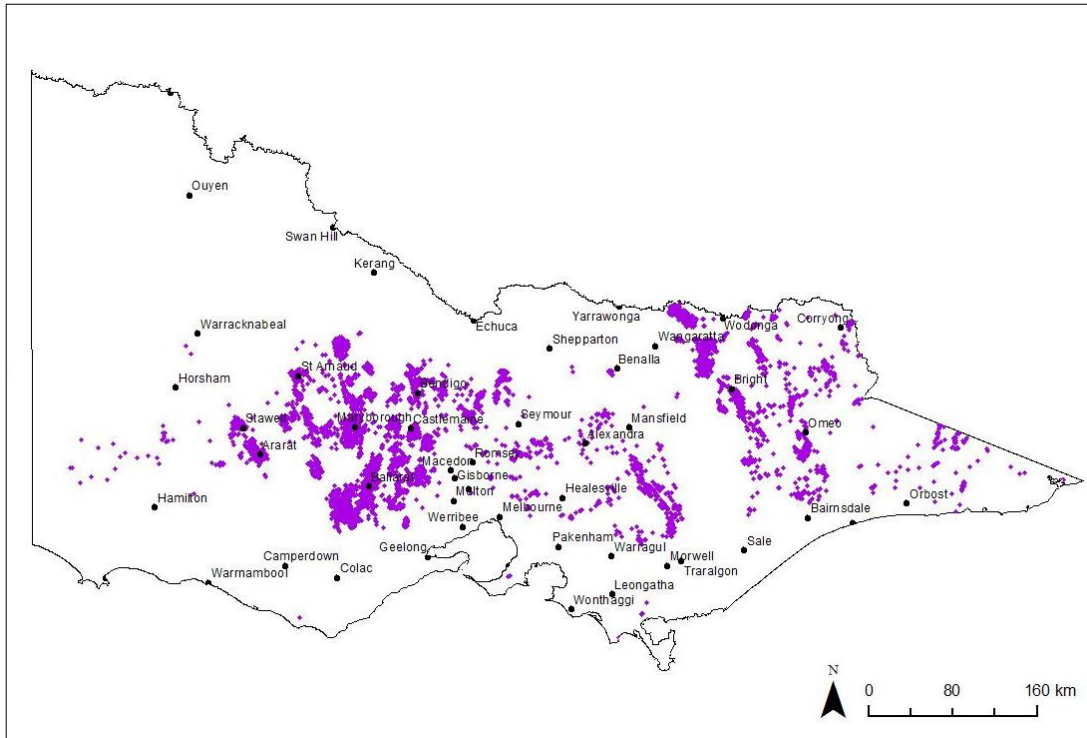 Ouyen
Swan Hill
Kerang
Echuca
Yarrawonga
Wodonga
Corryong
Warracknabeal
Shepparton
Wangaratta
Benalla
St Arnaud
Horsham
Bendigo
Bright
Stawell
Maryborough
Castlemaine
Seymour
Mansfield
Omeo
Ararat
Alexandra
Macedon
Romsey
Gisborne
Ballarat
Melton
Healesville
Hamilton
Orbost
Werribee
Melbourne
Bairnsdale
Geelong
Pakenham
Warragul
Sale
Camperdown
Colac
Morwell
Traralgon
Warrnambool
Leongatha
Wonthaggi
N
0 80 160 km